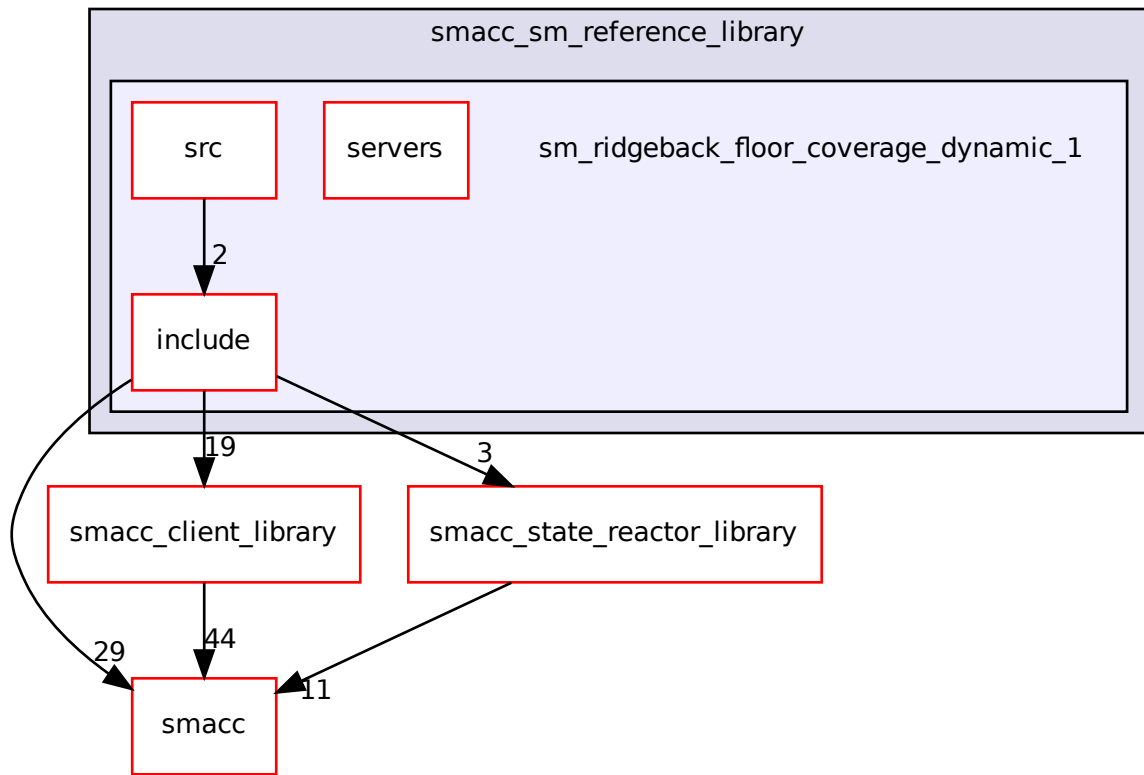 smacc_sm_reference_library
src
servers
sm_ridgeback_floor_coverage_dynamic_1
2
include
19
3
smacc_client_library
smacc_state_reactor_library
29
44
11
smacc